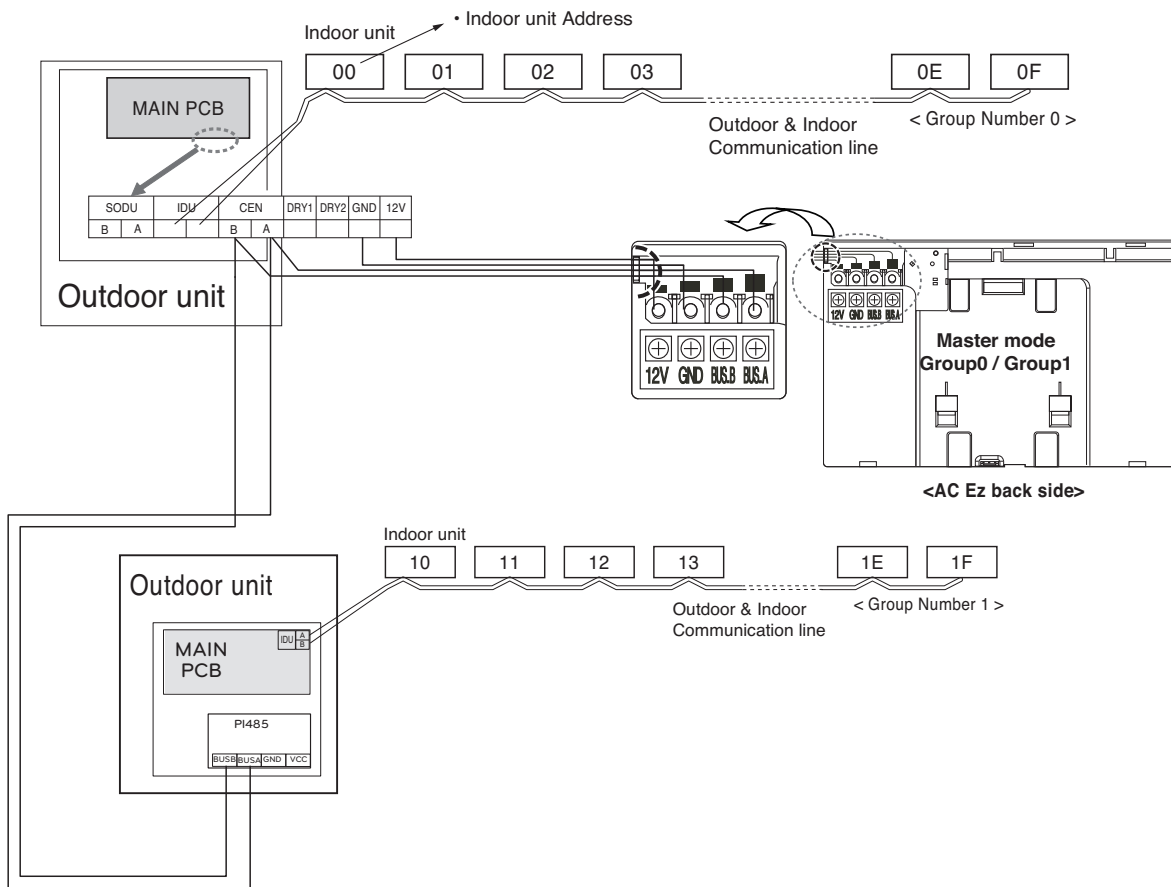 • Indoor unit Address
Indoor unit
00 01 02 03 0E 0F
MAIN PCB
Outdoor & Indoor
Communication line
< Group Number 0 >
SODU IDU CEN DRY1 DRY2 GND 12V
B A B A
Outdoor unit
12V GND BUS.B BUS.A
12V GND BUS.B BUS.A
Master mode
Group0 / Group1
<AC Ez back side>
Indoor unit
10 11 12 13 1E 1F
Outdoor & Indoor
Communication line
< Group Number 1 >
Outdoor unit
MAIN
PCB
IDU A
B
PI485
BUSB BUSA GND VCC